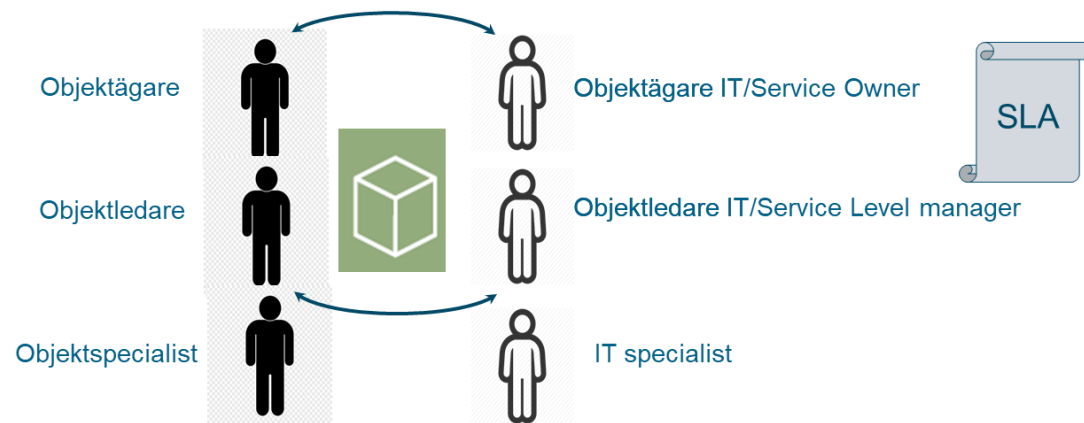 Objektägare
Objektägare IT/Service Owner
SLA
Objektledare
Objektledare IT/Service Level manager
Objektspecialist
IT specialist